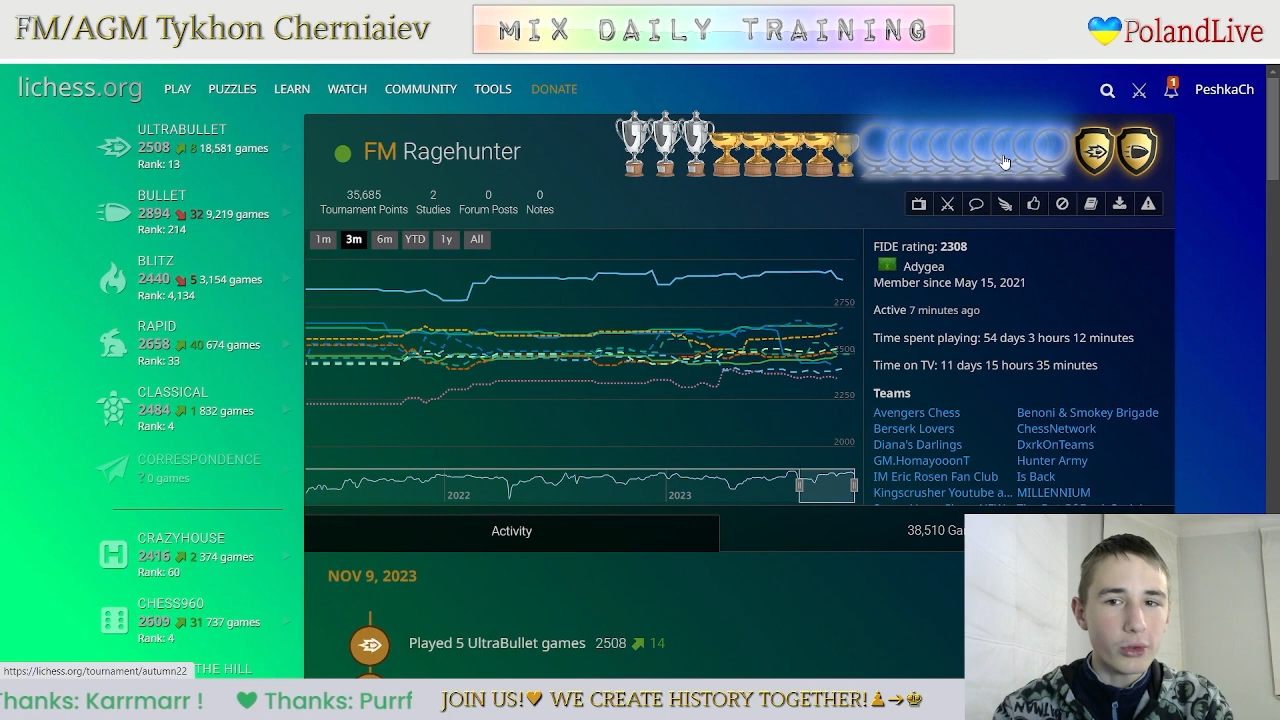 FM/AGM Tykhon Cherniaiev
MIX DAILY TRAINING
PolandLive
lichess.org PLAY PUZZLES LEARN WATCH COMMUNITY TOOLS DONATE 1 PeshkaCh
ULTRABULLET
2508 8 18,581 games
Rank: 13
BULLET
2894 32 9,219 games
Rank: 214
BLITZ
2440 5 3,154 games
Rank: 4,134
RAPID
2658 40 674 games
Rank: 33
CLASSICAL
2484 1 832 games
Rank: 4
CORRESPONDENCE
? 0 games
CRAZYHOUSE
2416 2 374 games
Rank: 60
CHESS960
2609 31 737 games
Rank: 4
THE HILL
https://lichess.org/tournament/autumn22
FM Ragehunter
35,685 2 0 0
Tournament Points Studies Forum Posts Notes
1m 3m 6m YTD 1y All
2750
2500
2250
2000
2022 2023
FIDE rating: 2308
Adygea
Member since May 15, 2021
Active 7 minutes ago
Time spent playing: 54 days 3 hours 12 minutes
Time on TV: 11 days 15 hours 35 minutes
Teams
Avengers Chess Benoni & Smokey Brigade
Berserk Lovers ChessNetwork
Diana's Darlings DxrkOnTeams
GM.HomayooonT Hunter Army
IM Eric Rosen Fan Club Is Back
Kingscrusher Youtube a... MILLENNIUM
Activity 38,510 Ga
NOV 9, 2023
Played 5 UltraBullet games 2508 14
Thanks: Karrmarr ! Thanks: Purrf
JOIN US! WE CREATE HISTORY TOGETHER!